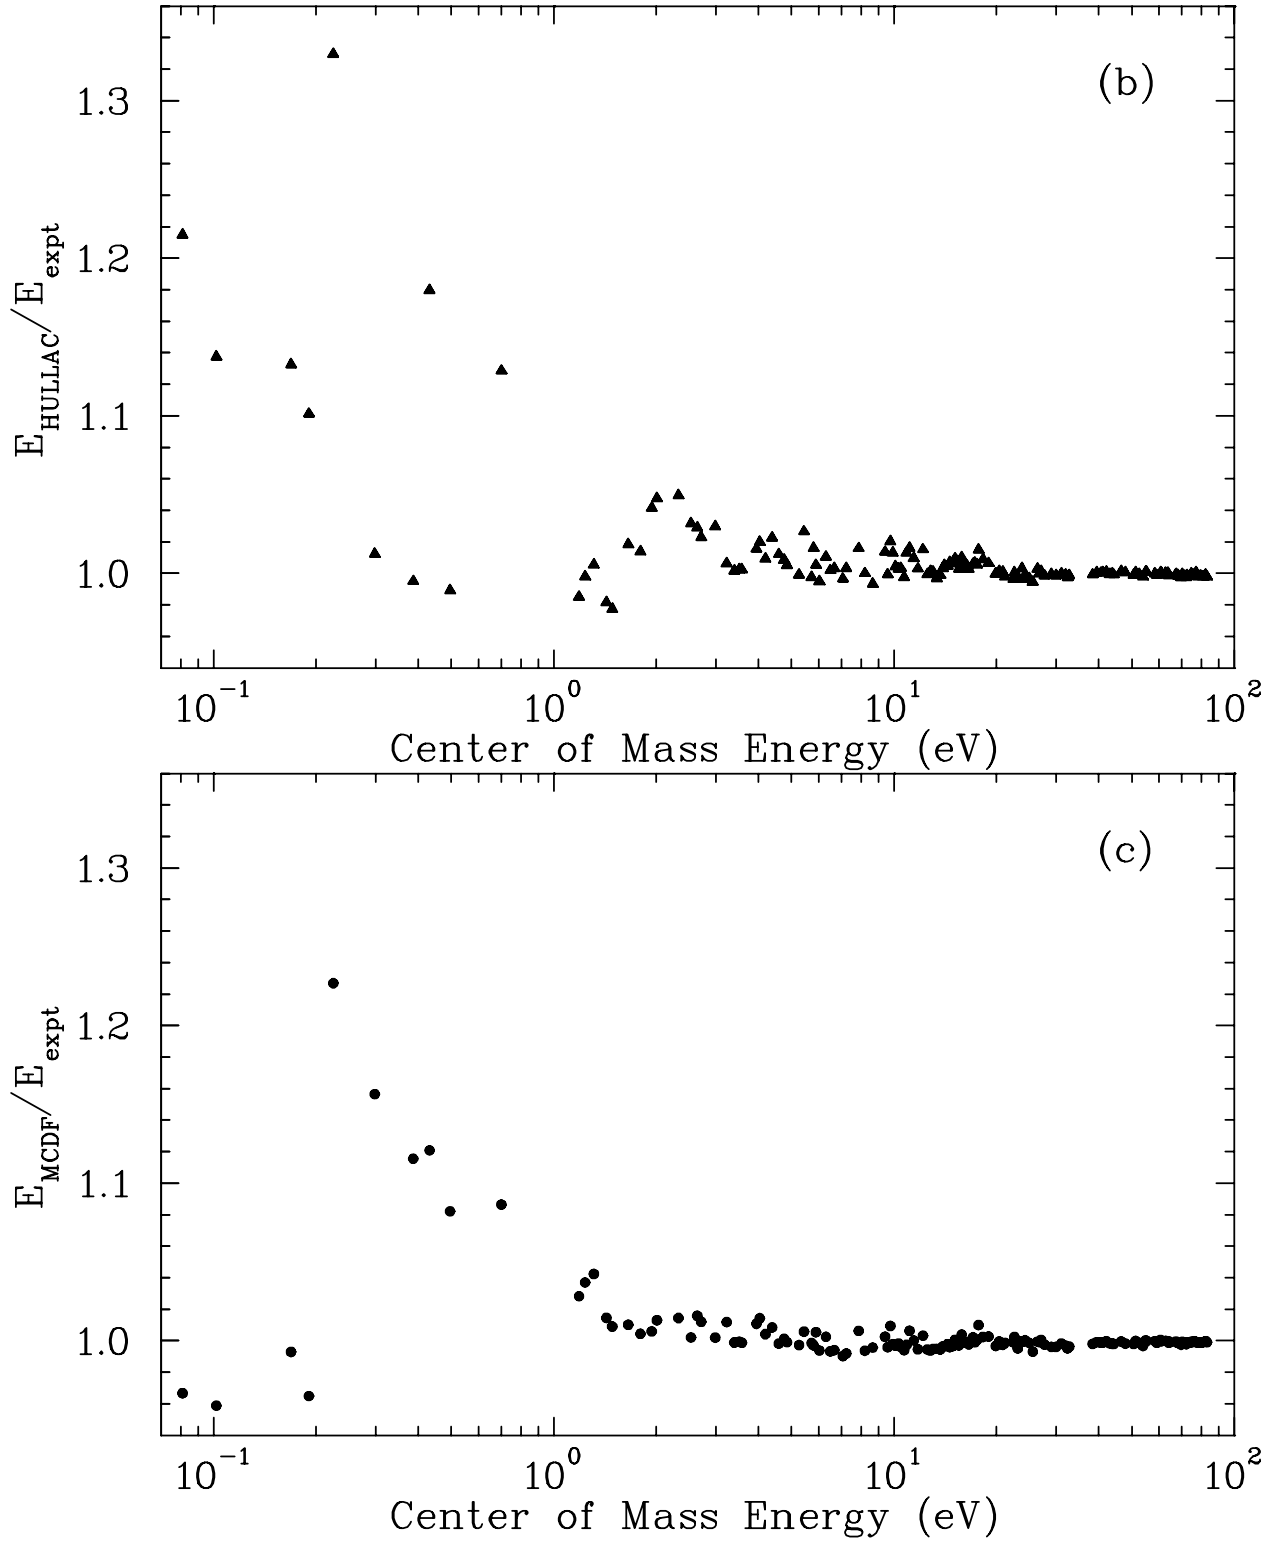 (b)
1.3
1.2
1.1
1.0
E_HULLAC/E_expt
10^−1 10^0 10^1 10^2
Center of Mass Energy (eV)
(c)
1.3
1.2
1.1
1.0
E_MCDF/E_expt
10^−1 10^0 10^1 10^2
Center of Mass Energy (eV)